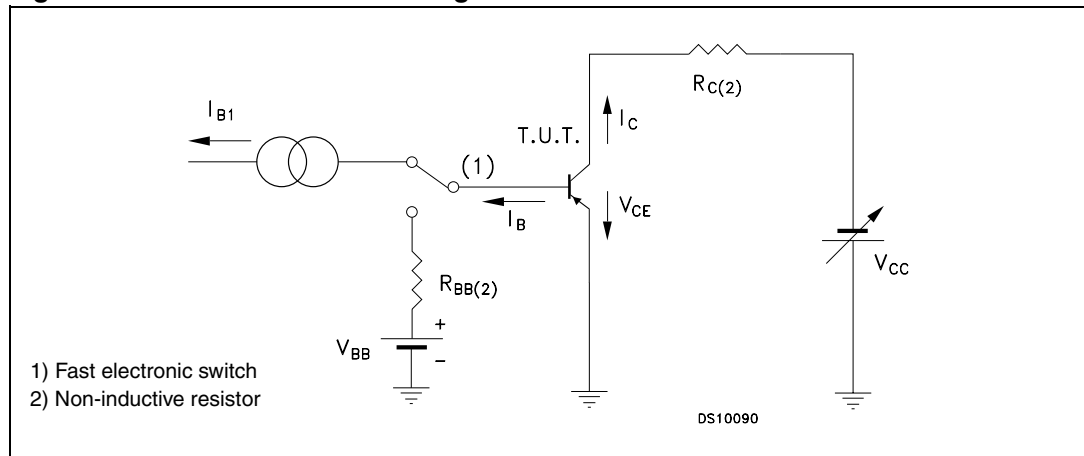 R_C(2)
I_B1
I_C
T.U.T.
(1)
V_CE
I_B
V_CC
R_BB(2)
+
V_BB
–
1) Fast electronic switch
2) Non-inductive resistor
DS10090